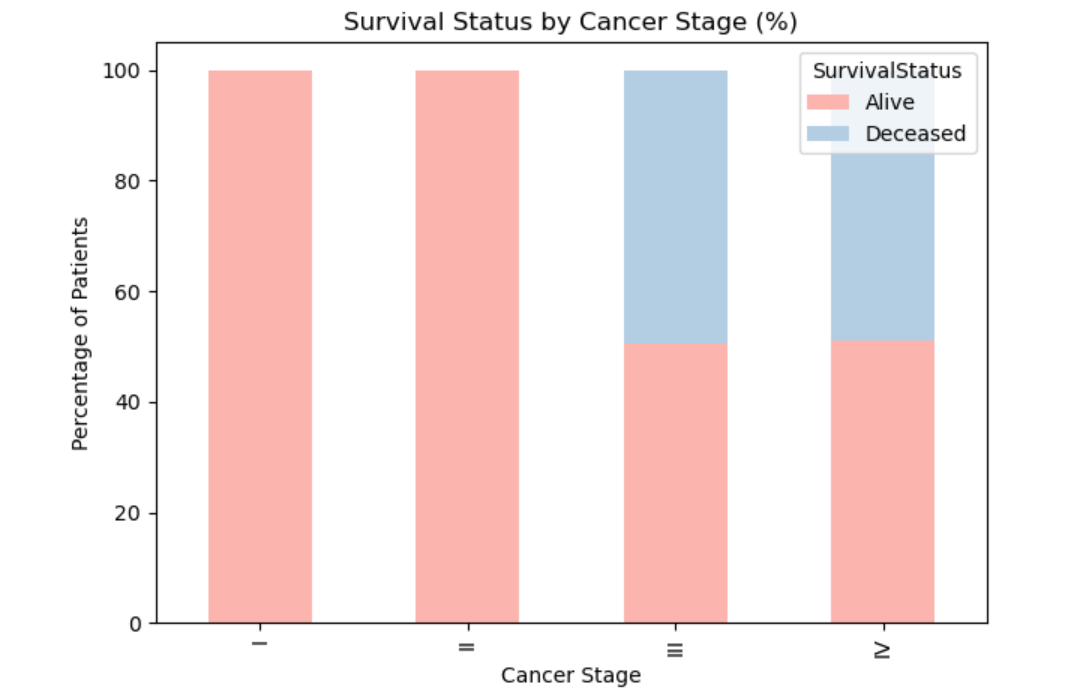 Survival Status by Cancer Stage (%)
SurvivalStatus
Alive
Deceased
Percentage of Patients
100
80
60
40
20
0
I
II
III
IV
Cancer Stage